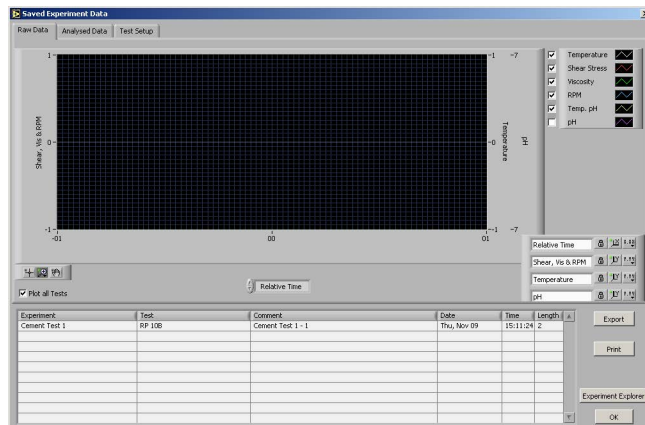 Saved Experiment Data
Raw Data Analysed Data Test Setup
1 1 -7
Temperature
Shear Stress
Viscosity
RPM
Temp. pH
pH
Shear, Vis & RPM
0 -0
Temperature
pH
-1 -1 -7
-01 00 01
Relative Time
Shear, Vis & RPM
Temperature
pH
Relative Time
Plot all Tests
Experiment Test Comment Date Time Length
Cement Test 1 RP 10B Cement Test 1 - 1 Thu, Nov 09 15:11:24 2
Export
Print
Experiment Explorer
OK